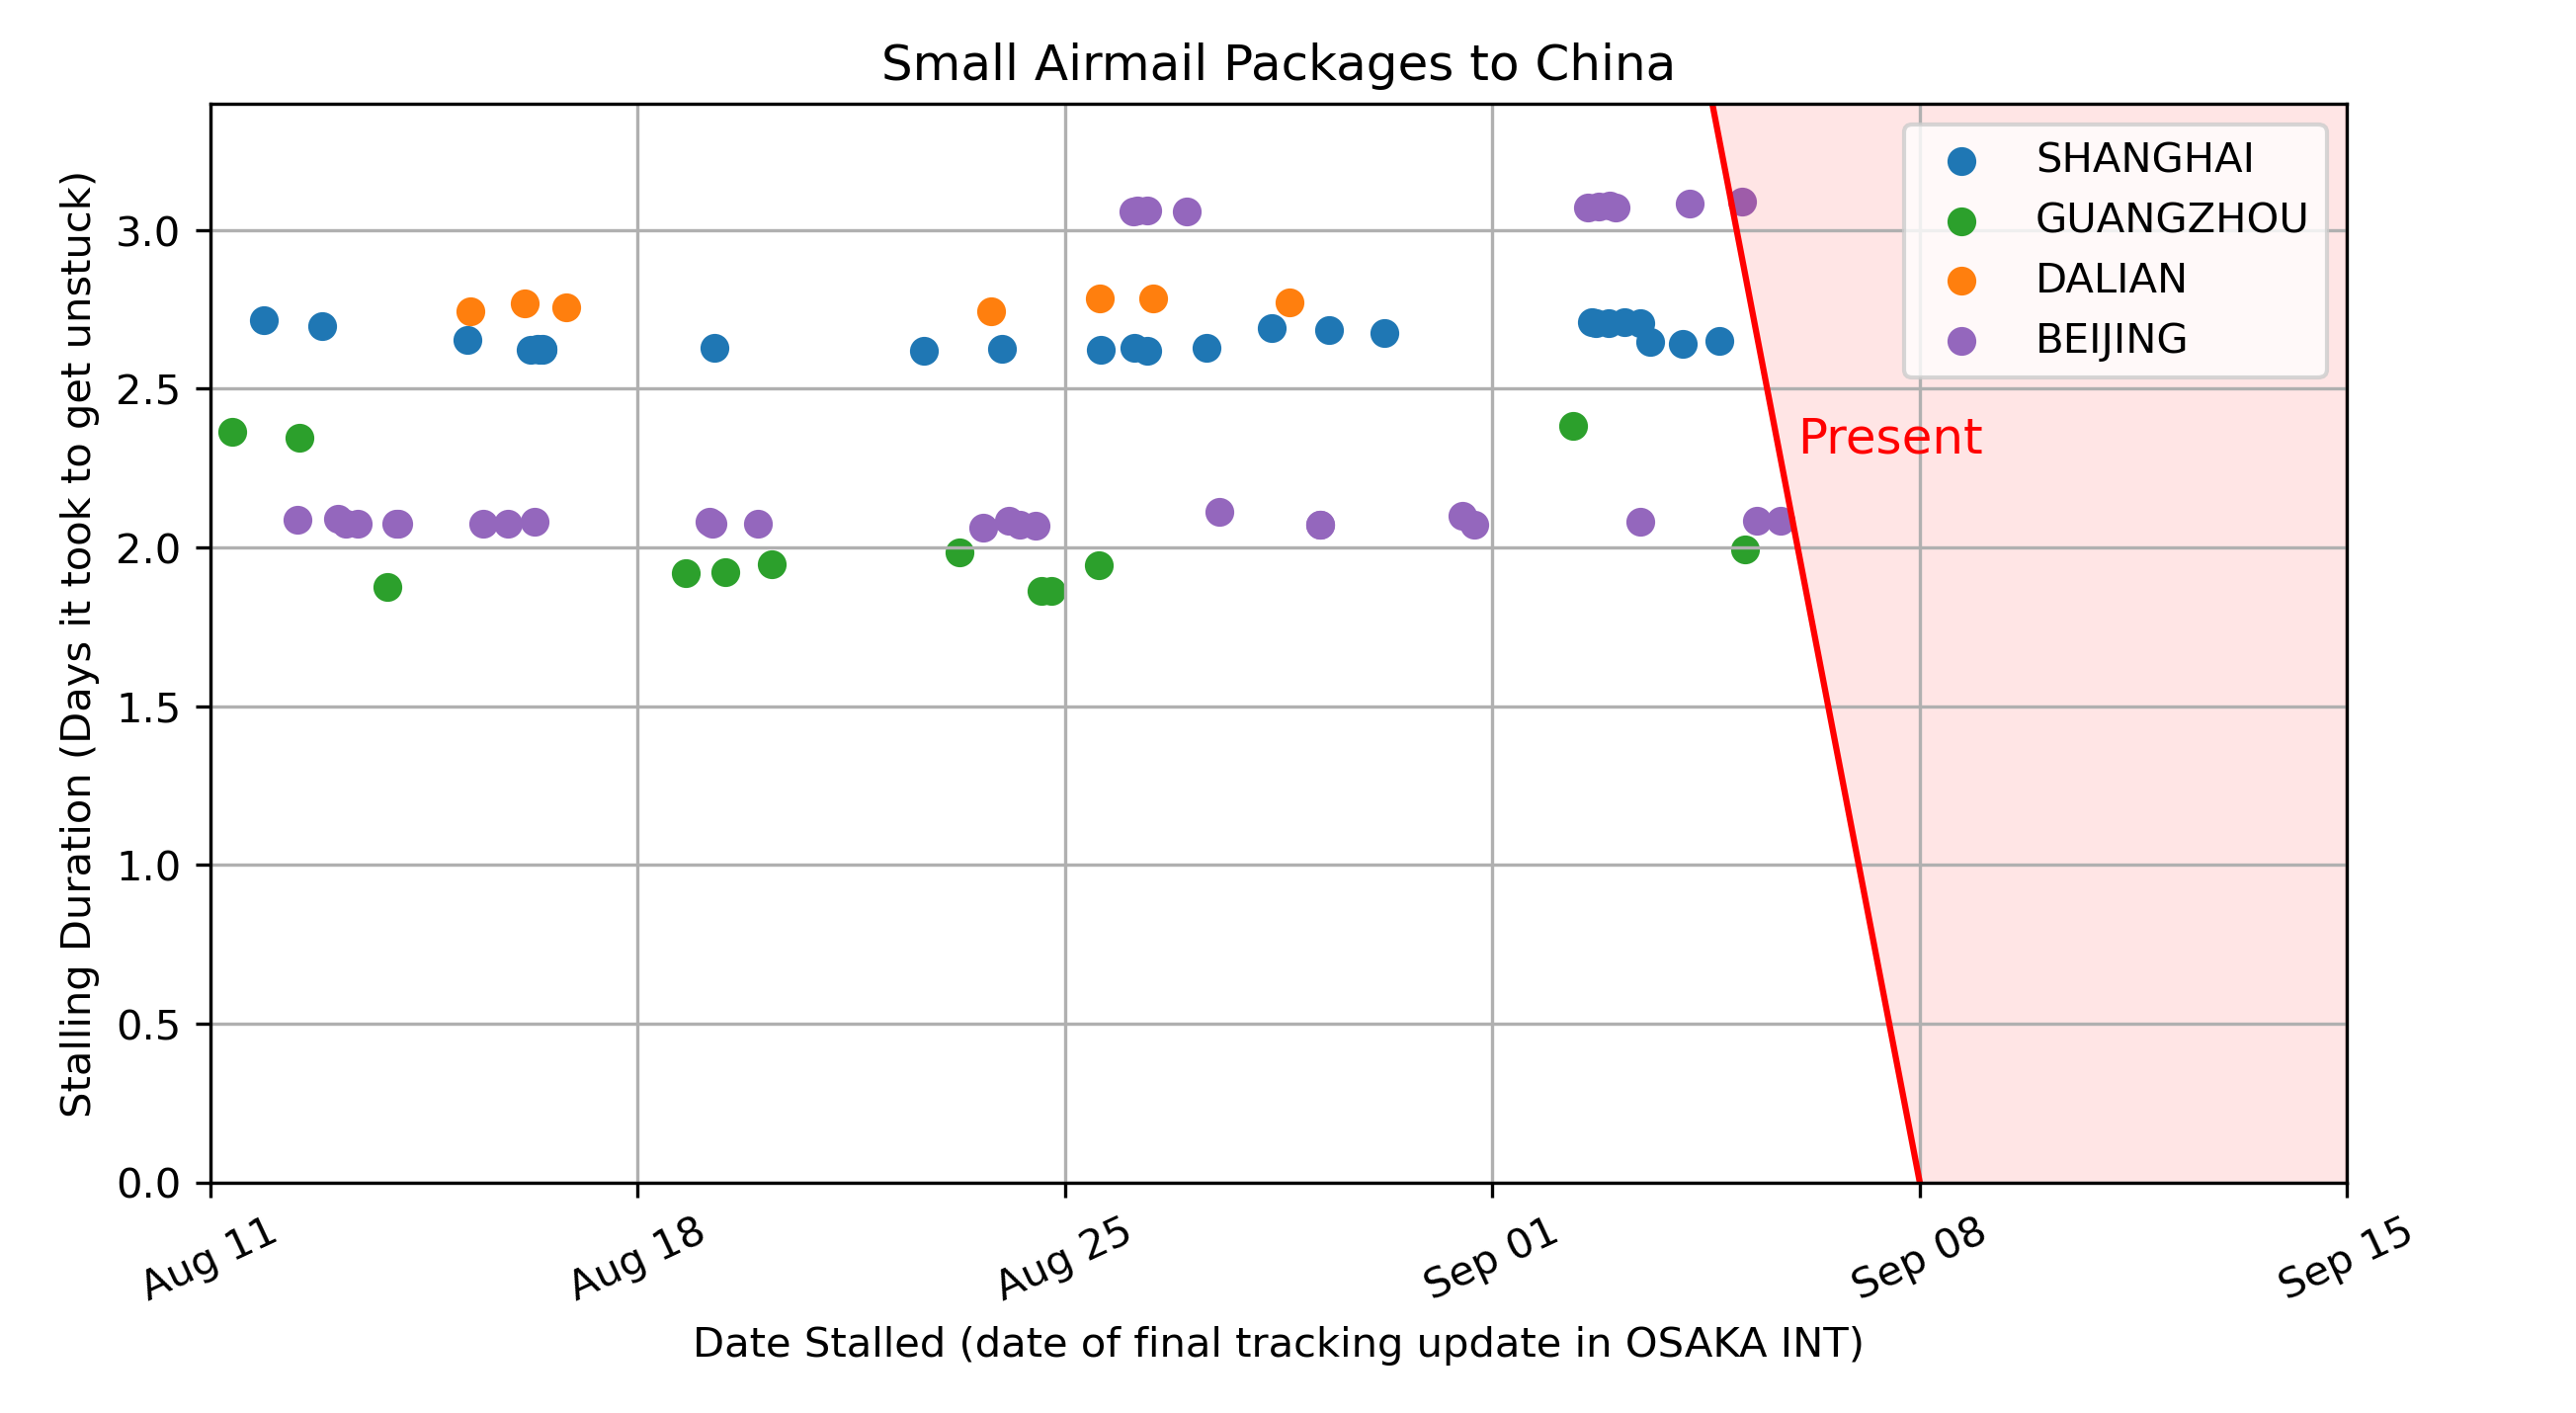 Small Airmail Packages to China
Stalling Duration (Days it took to get unstuck)
3.0
2.5
2.0
1.5
1.0
0.5
0.0
SHANGHAI
GUANGZHOU
DALIAN
BEIJING
Present
Aug 11
Aug 18
Aug 25
Sep 01
Sep 08
Sep 15
Date Stalled (date of final tracking update in OSAKA INT)